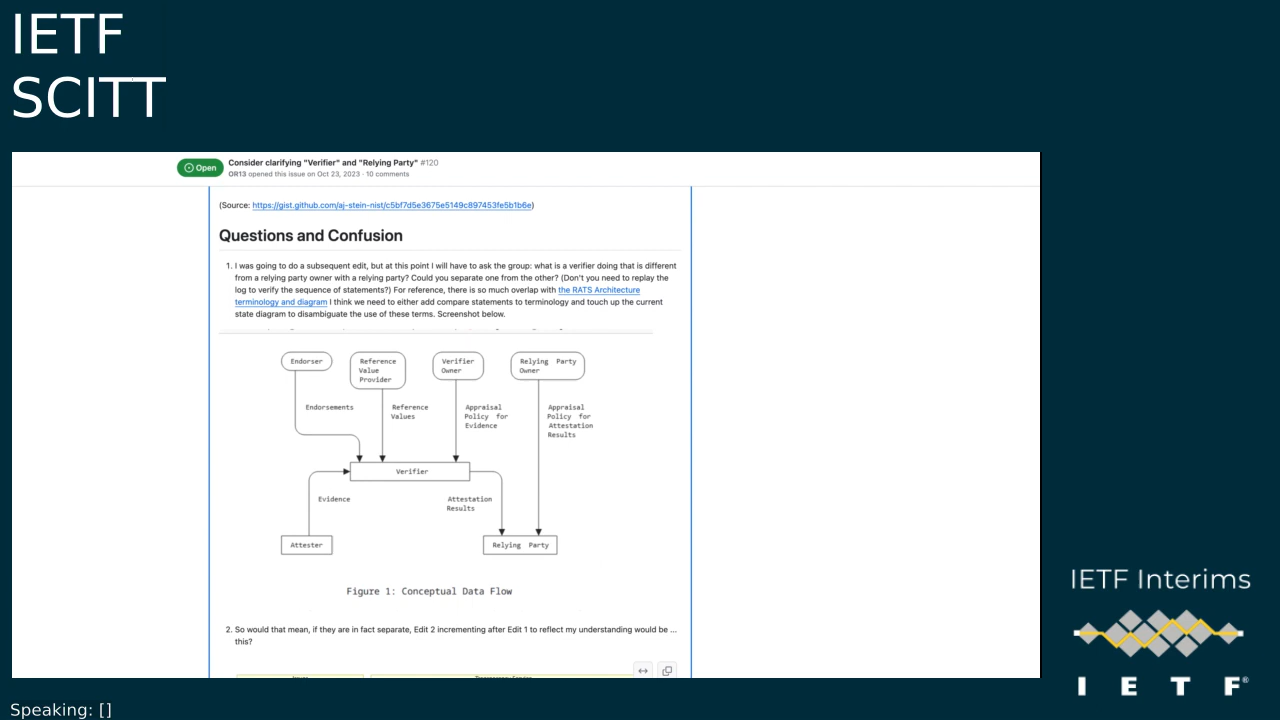 IETF
SCITT
Open
Consider clarifying "Verifier" and "Relying Party" #120
OR13 opened this issue on Oct 23, 2023 · 10 comments
(Source: https://gist.github.com/aj-stein-nist/c5bf7d5e3675e5149c897453fe5b1b6e)
Questions and Confusion
1. I was going to do a subsequent edit, but at this point I will have to ask the group: what is a verifier doing that is different
from a relying party owner with a relying party? Could you separate one from the other? (Don't you need to replay the
log to verify the sequence of statements?) For reference, there is so much overlap with the RATS Architecture
terminology and diagram I think we need to either add compare statements to terminology and touch up the current
state diagram to disambiguate the use of these terms. Screenshot below.
Endorser
Reference
Value
Provider
Verifier
Owner
Relying Party
Owner
Endorsements
Reference
Values
Appraisal
Policy for
Evidence
Appraisal
Policy for
Attestation
Results
Verifier
Evidence
Attestation
Results
Attester
Relying Party
Figure 1: Conceptual Data Flow
2. So would that mean, if they are in fact separate, Edit 2 incrementing after Edit 1 to reflect my understanding would be ...
this?
IETF Interims
I E T F®
Speaking: []